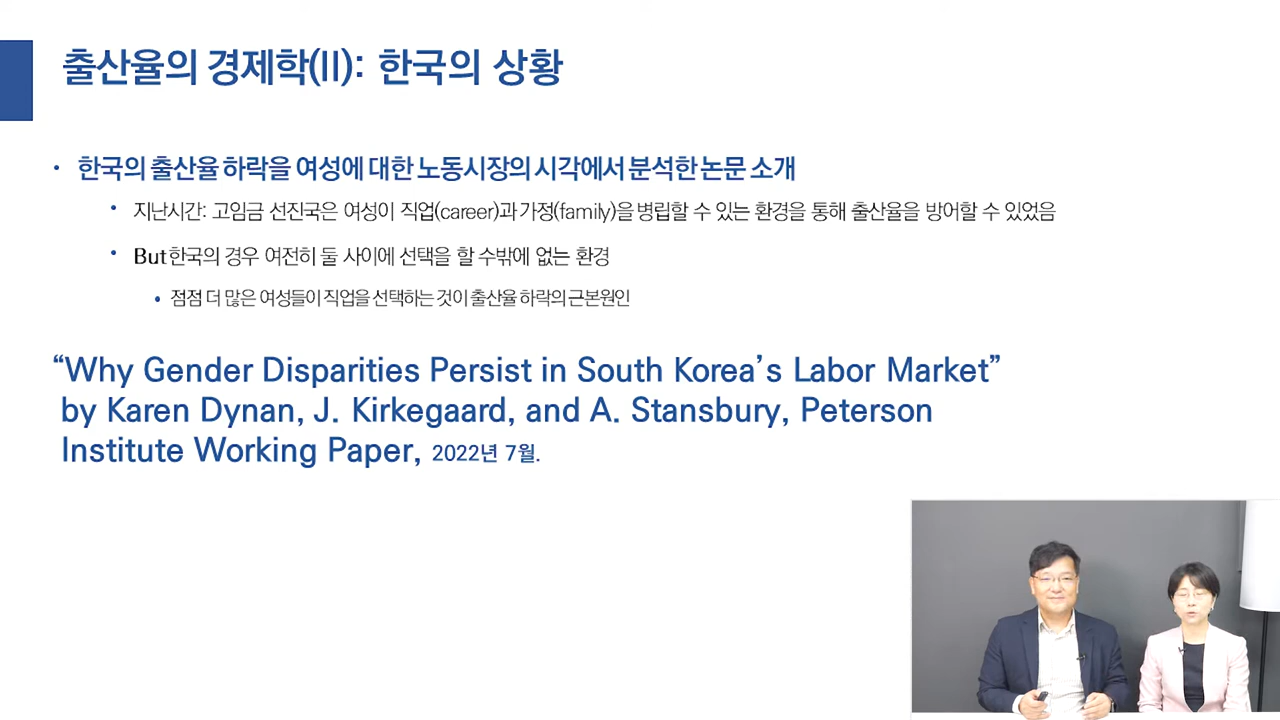 출산율의 경제학(II): 한국의 상황
• 한국의 출산율 하락을 여성에 대한 노동시장의 시각에서 분석한 논문 소개
• 지난시간: 고임금 선진국은 여성이 직업(career)과 가정(family)을 병립할 수 있는 환경을 통해 출산율을 방어할 수 있었음
• But 한국의 경우 여전히 둘 사이에 선택을 할 수밖에 없는 환경
• 점점 더 많은 여성들이 직업을 선택하는 것이 출산율 하락의 근본원인
“Why Gender Disparities Persist in South Korea’s Labor Market”
by Karen Dynan, J. Kirkegaard, and A. Stansbury, Peterson
Institute Working Paper, 2022년 7월.